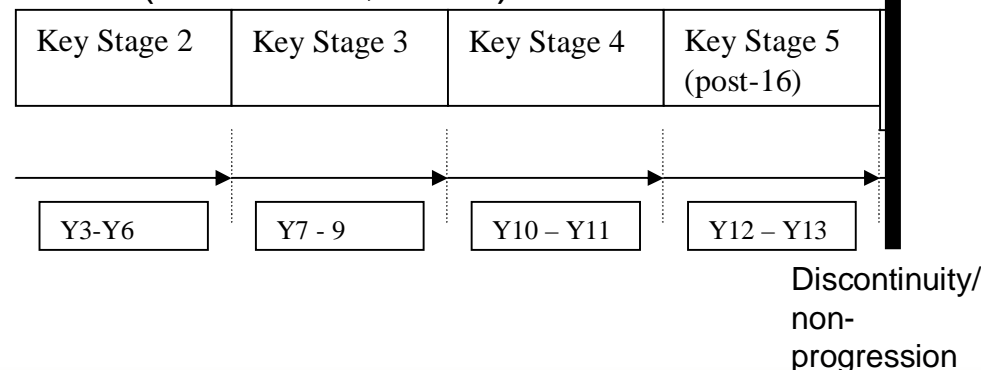 Key Stage 2
Key Stage 3
Key Stage 4
Key Stage 5
(post-16)
Y3-Y6
Y7 - 9
Y10 – Y11
Y12 – Y13
Discontinuity/
non-
progression